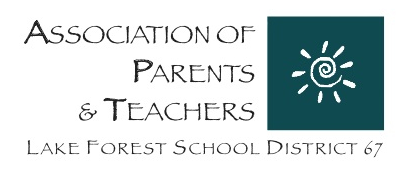 ASSOCIATION OF
PARENTS
& TEACHERS
LAKE FOREST SCHOOL DISTRICT 67